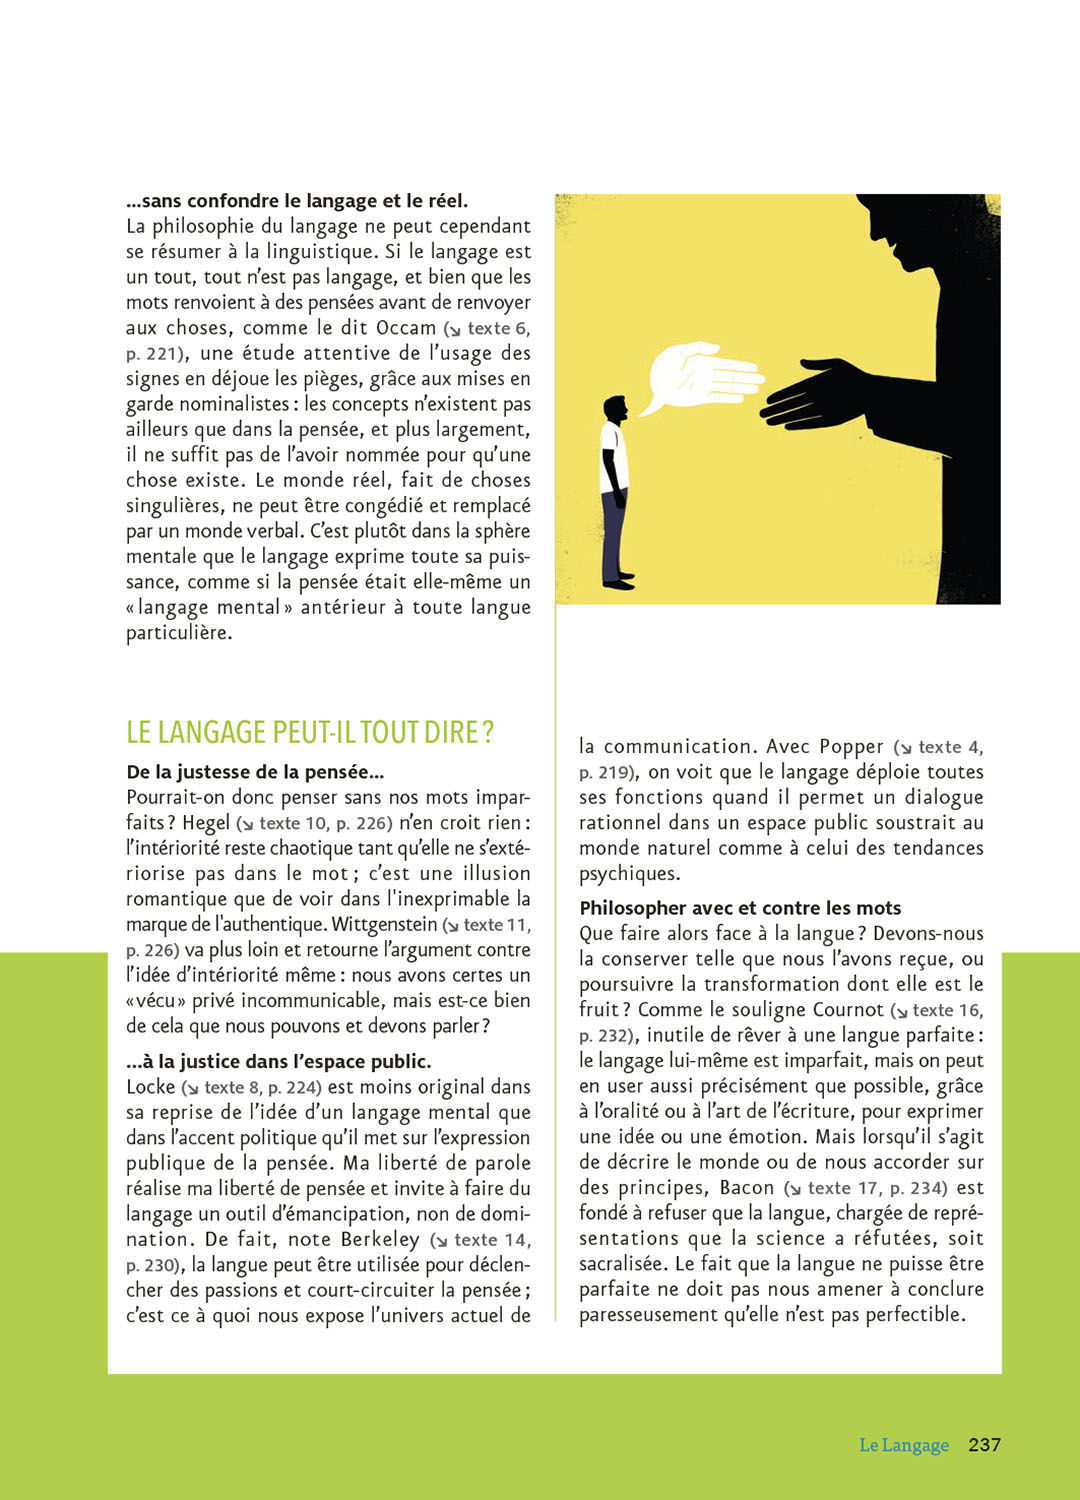 ...sans confondre le langage et le réel.
La philosophie du langage ne peut cependant
se résumer à la linguistique. Si le langage est
un tout, tout n’est pas langage, et bien que les
mots renvoient à des pensées avant de renvoyer
aux choses, comme le dit Occam (↘ texte 6,
p. 221), une étude attentive de l’usage des
signes en déjoue les pièges, grâce aux mises en
garde nominalistes : les concepts n’existent pas
ailleurs que dans la pensée, et plus largement,
il ne suffit pas de l’avoir nommée pour qu’une
chose existe. Le monde réel, fait de choses
singulières, ne peut être congédié et remplacé
par un monde verbal. C’est plutôt dans la sphère
mentale que le langage exprime toute sa puis-
sance, comme si la pensée était elle-même un
« langage mental » antérieur à toute langue
particulière.
LE LANGAGE PEUT-IL TOUT DIRE ?
De la justesse de la pensée...
Pourrait-on donc penser sans nos mots impar-
faits ? Hegel (↘ texte 10, p. 226) n’en croit rien :
l’intériorité reste chaotique tant qu’elle ne s’exté-
riorise pas dans le mot ; c’est une illusion
romantique que de voir dans l'inexprimable la
marque de l'authentique. Wittgenstein (↘ texte 11,
p. 226) va plus loin et retourne l’argument contre
l’idée d’intériorité même : nous avons certes un
« vécu » privé incommunicable, mais est-ce bien
de cela que nous pouvons et devons parler ?
...à la justice dans l’espace public.
Locke (↘ texte 8, p. 224) est moins original dans
sa reprise de l’idée d’un langage mental que
dans l’accent politique qu’il met sur l’expression
publique de la pensée. Ma liberté de parole
réalise ma liberté de pensée et invite à faire du
langage un outil d’émancipation, non de domi-
nation. De fait, note Berkeley (↘ texte 14,
p. 230), la langue peut être utilisée pour déclen-
cher des passions et court-circuiter la pensée ;
c’est ce à quoi nous expose l’univers actuel de
la communication. Avec Popper (↘ texte 4,
p. 219), on voit que le langage déploie toutes
ses fonctions quand il permet un dialogue
rationnel dans un espace public soustrait au
monde naturel comme à celui des tendances
psychiques.
Philosopher avec et contre les mots
Que faire alors face à la langue ? Devons-nous
la conserver telle que nous l’avons reçue, ou
poursuivre la transformation dont elle est le
fruit ? Comme le souligne Cournot (↘ texte 16,
p. 232), inutile de rêver à une langue parfaite :
le langage lui-même est imparfait, mais on peut
en user aussi précisément que possible, grâce
à l’oralité ou à l’art de l’écriture, pour exprimer
une idée ou une émotion. Mais lorsqu’il s’agit
de décrire le monde ou de nous accorder sur
des principes, Bacon (↘ texte 17, p. 234) est
fondé à refuser que la langue, chargée de repré-
sentations que la science a réfutées, soit
sacralisée. Le fait que la langue ne puisse être
parfaite ne doit pas nous amener à conclure
paresseusement qu’elle n’est pas perfectible.
Le Langage 237